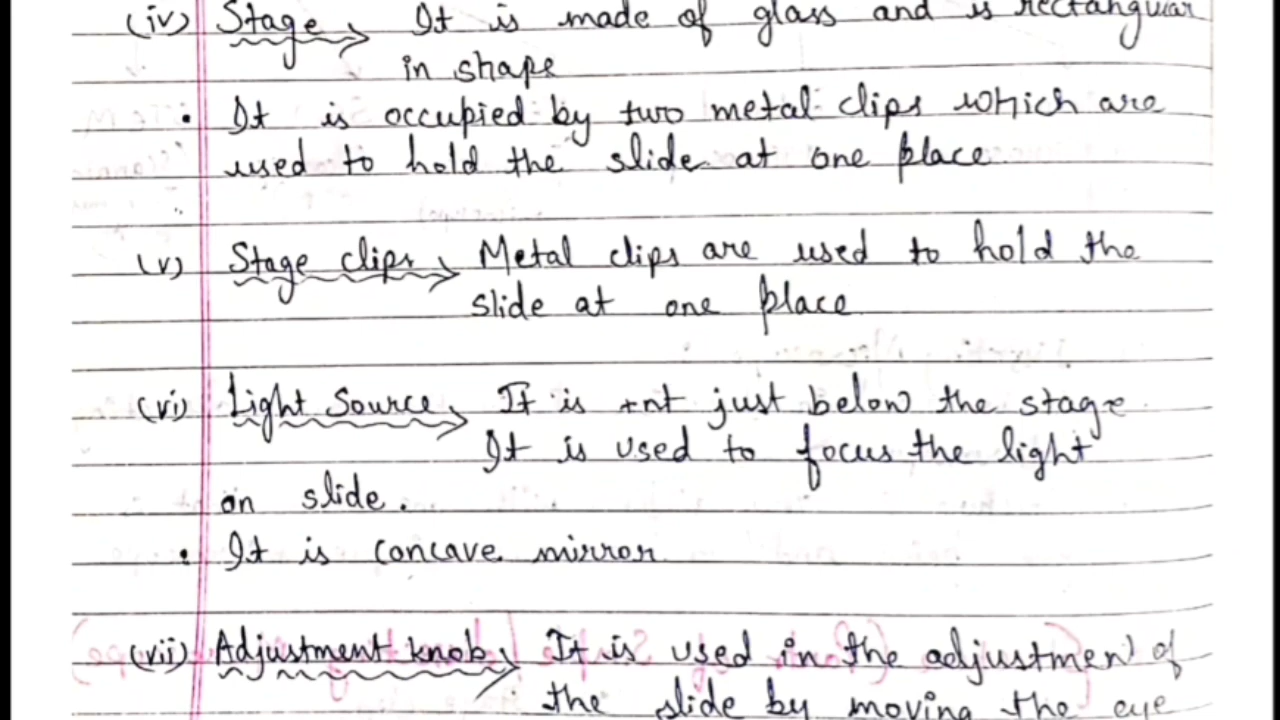 (iv) Stage → It is made of glass and is rectangular
in shape
• It is occupied by two metal clips which are
used to hold the slide at one place
(v) Stage clips → Metal clips are used to hold the
slide at one place
(vi) Light Source → It is +nt just below the stage
It is used to focus the light
on slide.
• It is concave mirror
(vii) Adjustment knob → It is used in the adjustment of
the slide by moving the eye